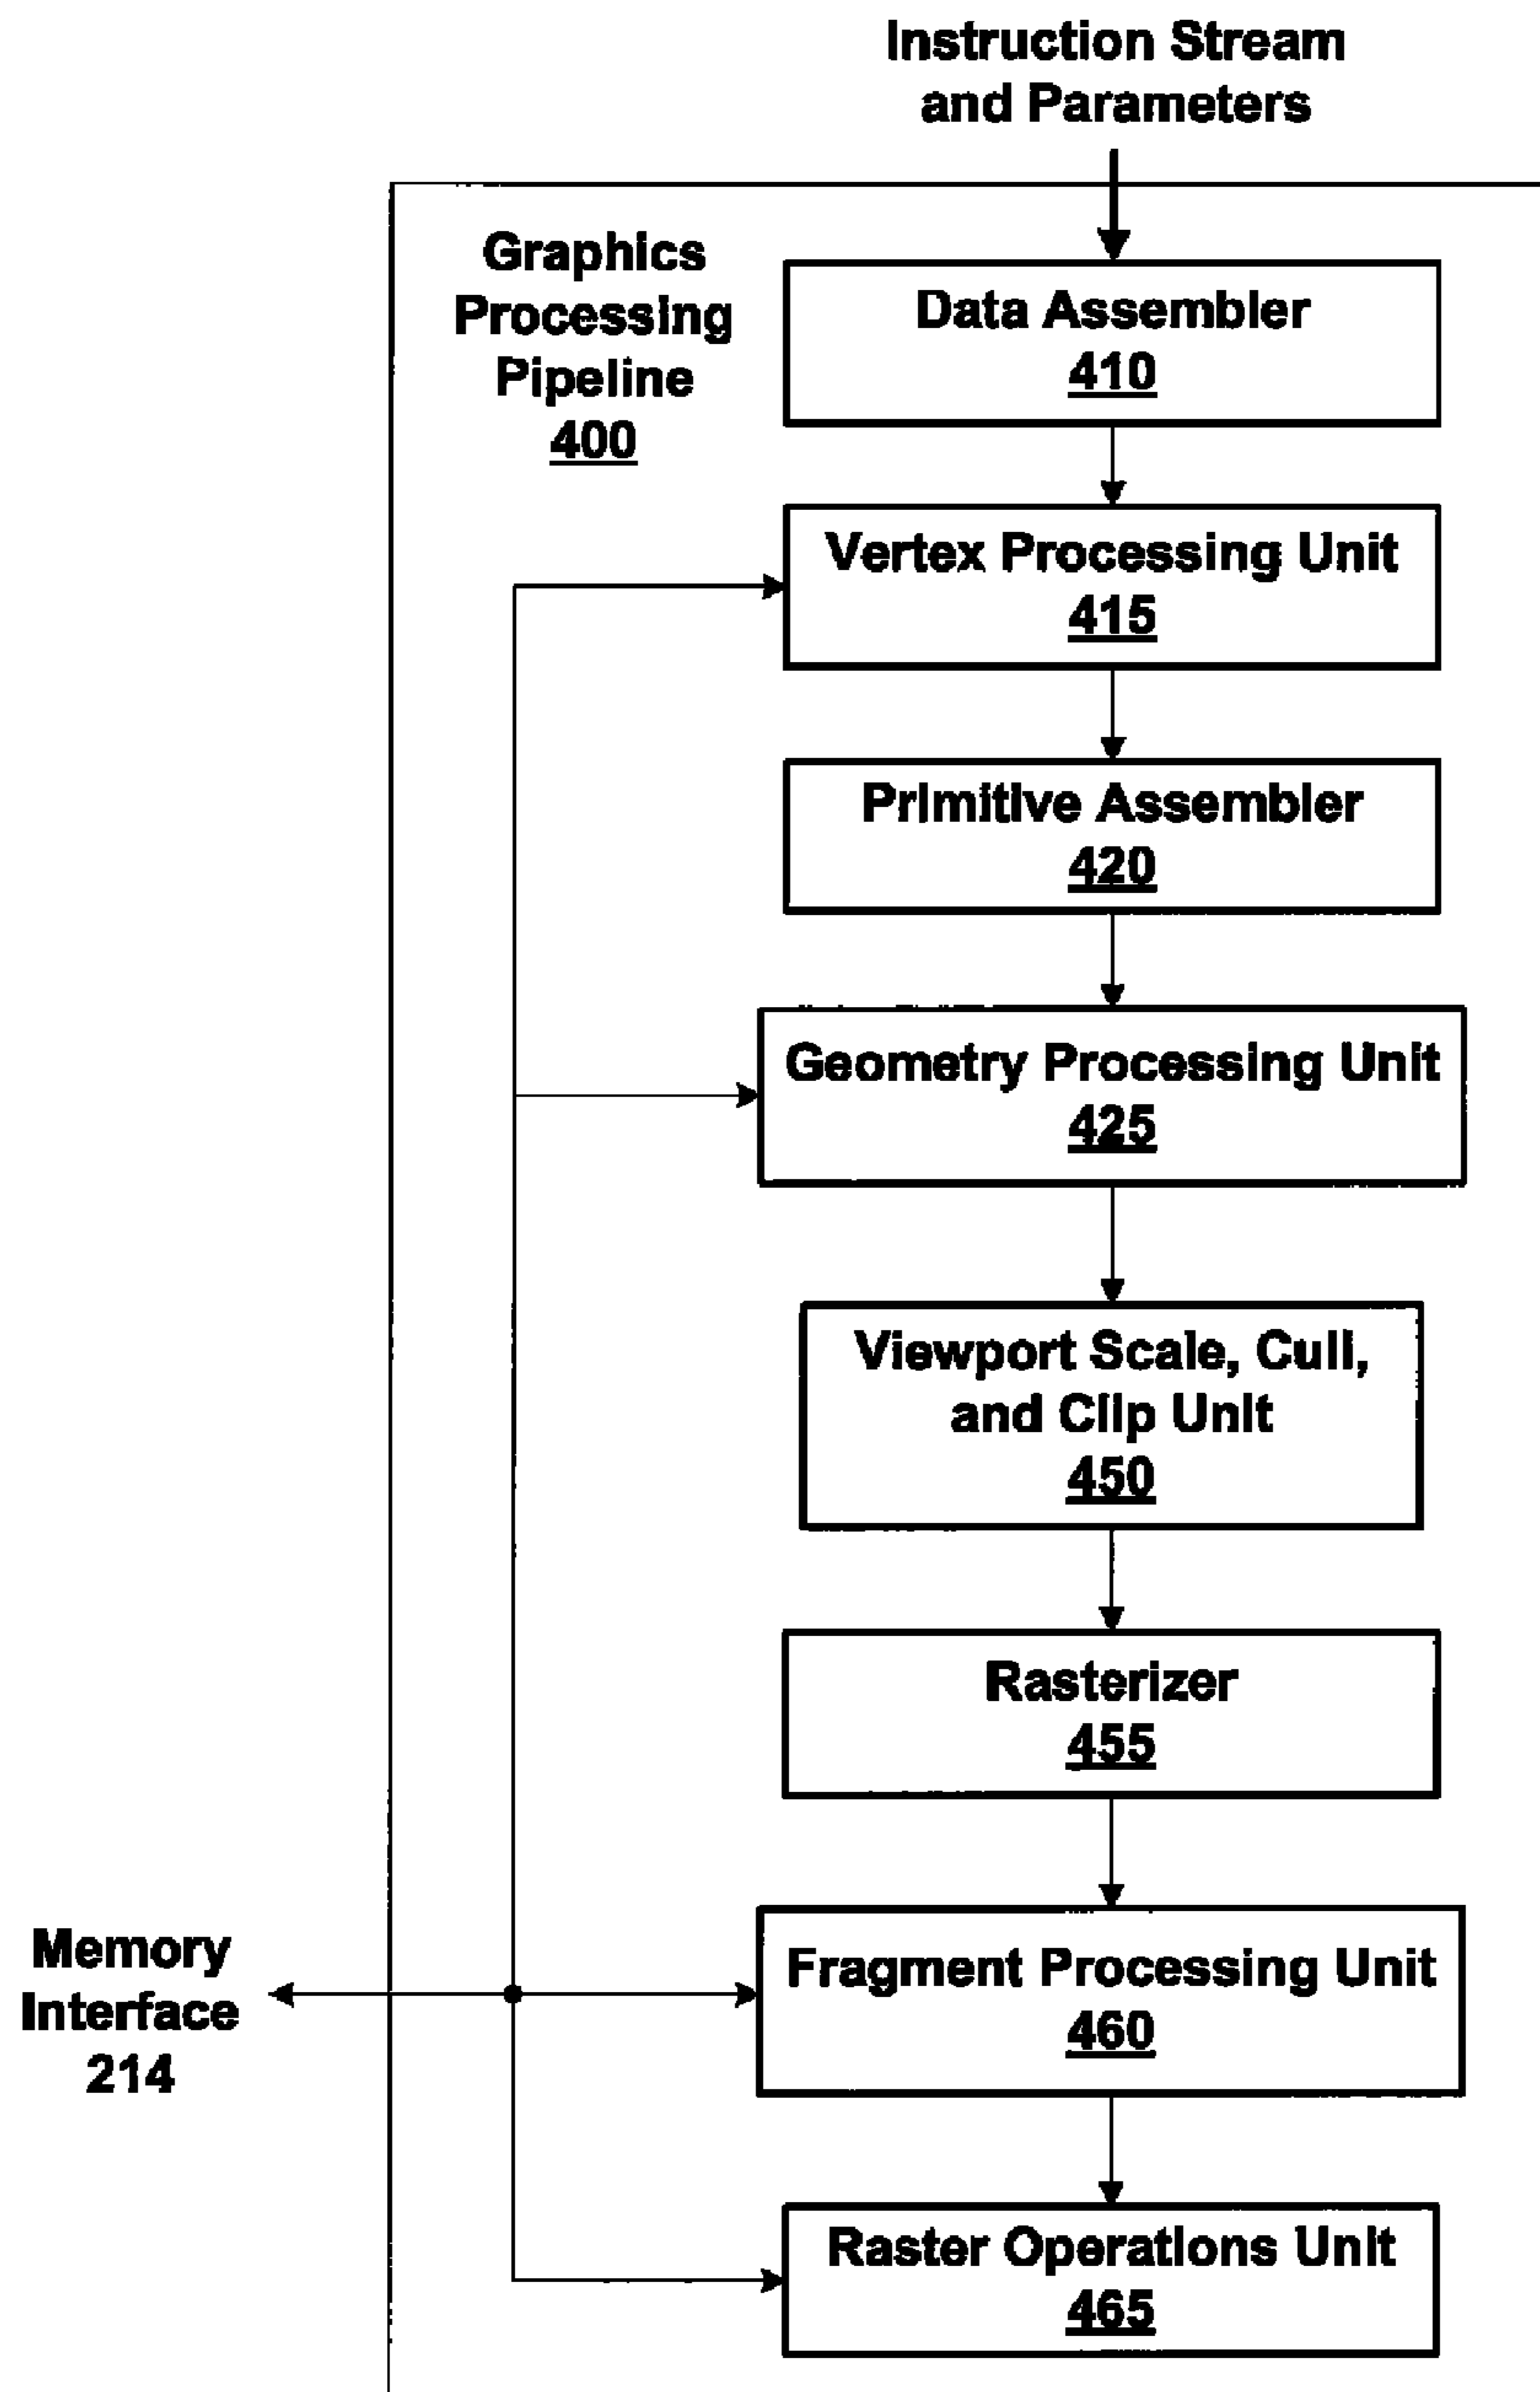 Instruction Stream
and Parameters
Graphics
Processing
Pipeline
400
Data Assembler
410
Vertex Processing Unit
415
Primitive Assembler
420
Geometry Processing Unit
425
Viewport Scale, Cull,
and Clip Unit
450
Rasterizer
455
Memory
Interface
214
Fragment Processing Unit
460
Raster Operations Unit
465